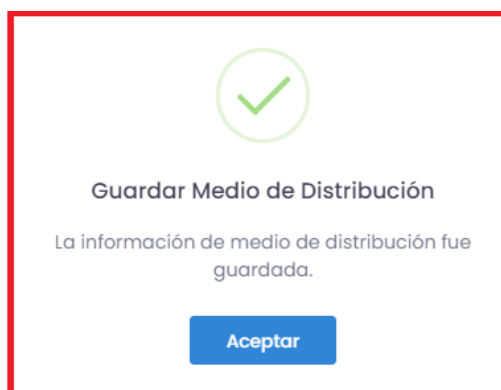 Guardar Medio de Distribución
La información de medio de distribución fue
guardada.
Aceptar